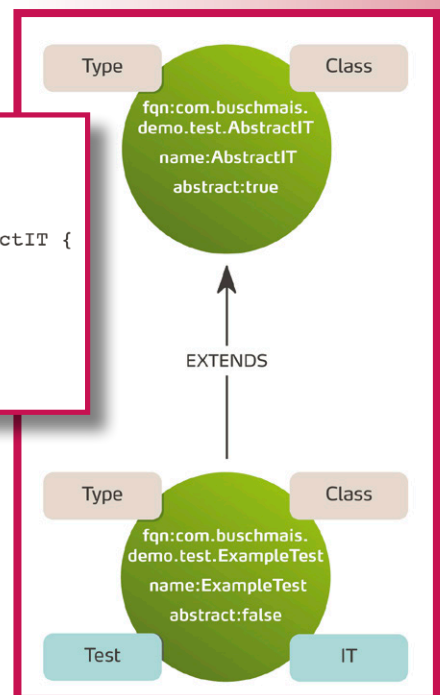 Type
Class
fqn:com.buschmais.
demo.test.AbstractIT
name:AbstractIT
abstract:true
{
EXTENDS
Type
Class
fqn:com.buschmais.
demo.test.ExampleTest
name:ExampleTest
abstract:false
Test
IT